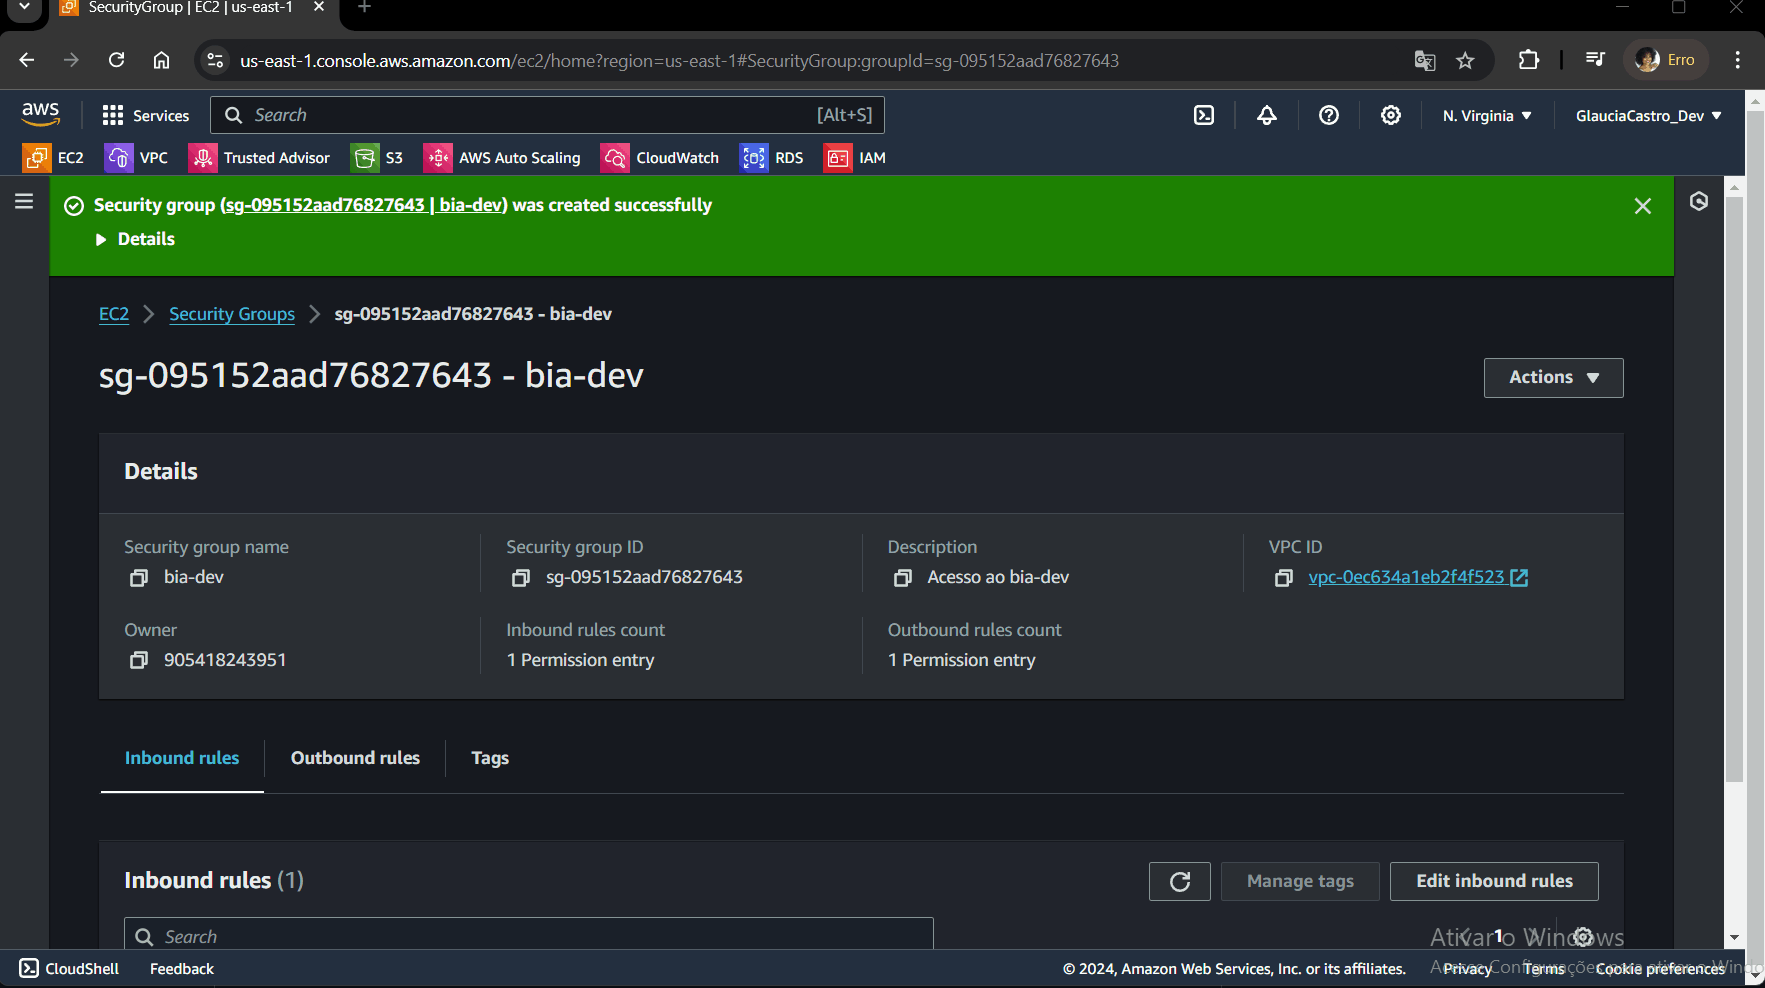 SecurityGroup | EC2 | us-east-1
us-east-1.console.aws.amazon.com/ec2/home?region=us-east-1#SecurityGroup:groupId=sg-095152aad76827643
Erro
aws
Services
Search
[Alt+S]
N. Virginia
GlauciaCastro_Dev
EC2
VPC
Trusted Advisor
S3
AWS Auto Scaling
CloudWatch
RDS
IAM
Security group (sg-095152aad76827643 | bia-dev) was created successfully
Details
EC2
Security Groups
sg-095152aad76827643 - bia-dev
sg-095152aad76827643 - bia-dev
Actions
Details
Security group name
bia-dev
Security group ID
sg-095152aad76827643
Description
Acesso ao bia-dev
VPC ID
vpc-0ec634a1eb2f4f523
Owner
905418243951
Inbound rules count
1 Permission entry
Outbound rules count
1 Permission entry
Inbound rules
Outbound rules
Tags
Inbound rules (1)
Manage tags
Edit inbound rules
Search
1
Ativar o Windows
CloudShell
Feedback
© 2024, Amazon Web Services, Inc. or its affiliates.
Privacy
Terms
Cookie preferences